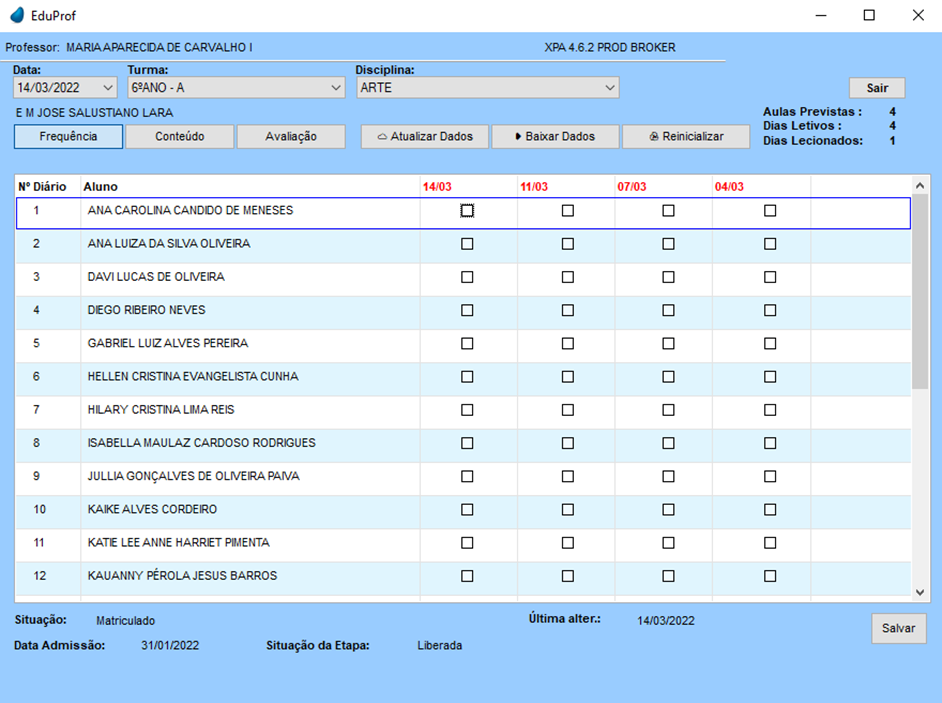 EduProf
Professor: MARIA APARECIDA DE CARVALHO I XPA 4.6.2 PROD BROKER
Data: Turma: Disciplina:
14/03/2022 6ºANO - A ARTE Sair
E M JOSE SALUSTIANO LARA
Aulas Previstas : 4
Dias Letivos : 4
Dias Lecionados: 1
Frequência Conteúdo Avaliação Atualizar Dados Baixar Dados Reinicializar
Nº Diário Aluno 14/03 11/03 07/03 04/03
1 ANA CAROLINA CANDIDO DE MENESES
2 ANA LUIZA DA SILVA OLIVEIRA
3 DAVI LUCAS DE OLIVEIRA
4 DIEGO RIBEIRO NEVES
5 GABRIEL LUIZ ALVES PEREIRA
6 HELLEN CRISTINA EVANGELISTA CUNHA
7 HILARY CRISTINA LIMA REIS
8 ISABELLA MAULAZ CARDOSO RODRIGUES
9 JULLIA GONÇALVES DE OLIVEIRA PAIVA
10 KAIKE ALVES CORDEIRO
11 KATIE LEE ANNE HARRIET PIMENTA
12 KAUANNY PÉROLA JESUS BARROS
Situação: Matriculado Última alter.: 14/03/2022
Salvar
Data Admissão: 31/01/2022 Situação da Etapa: Liberada